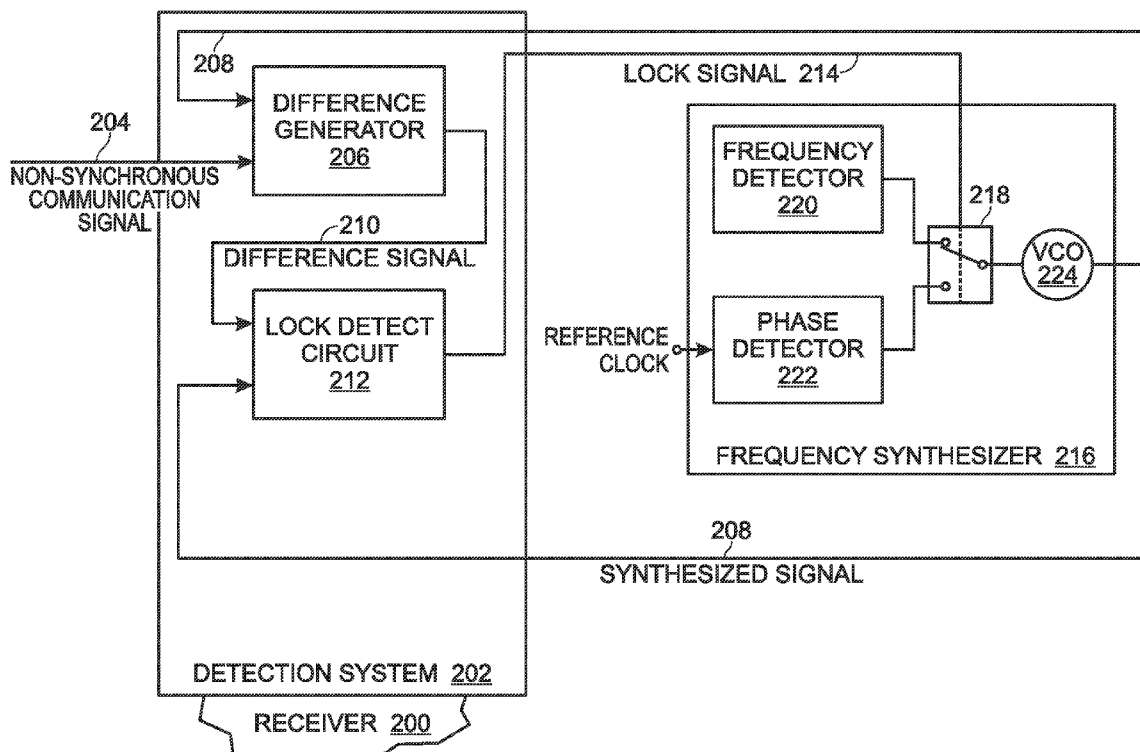 208
LOCK SIGNAL 214
204
NON-SYNCHRONOUS
COMMUNICATION
SIGNAL
DIFFERENCE
GENERATOR
206
FREQUENCY
DETECTOR
220
218
VCO
224
210
DIFFERENCE SIGNAL
LOCK DETECT
CIRCUIT
212
REFERENCE
CLOCK
PHASE
DETECTOR
222
FREQUENCY SYNTHESIZER 216
208
SYNTHESIZED SIGNAL
DETECTION SYSTEM 202
RECEIVER 200